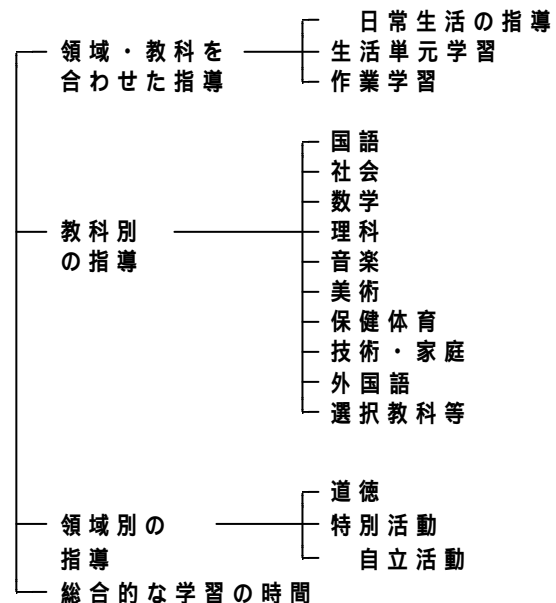 日常生活の指導
領域・教科を
生活単元学習
合わせた指導
作業学習
国語
社会
数学
教科別
理科
の指導
音楽
美術
保健体育
技術・家庭
外国語
選択教科等
道徳
領域別の
特別活動
指導
自立活動
総合的な学習の時間